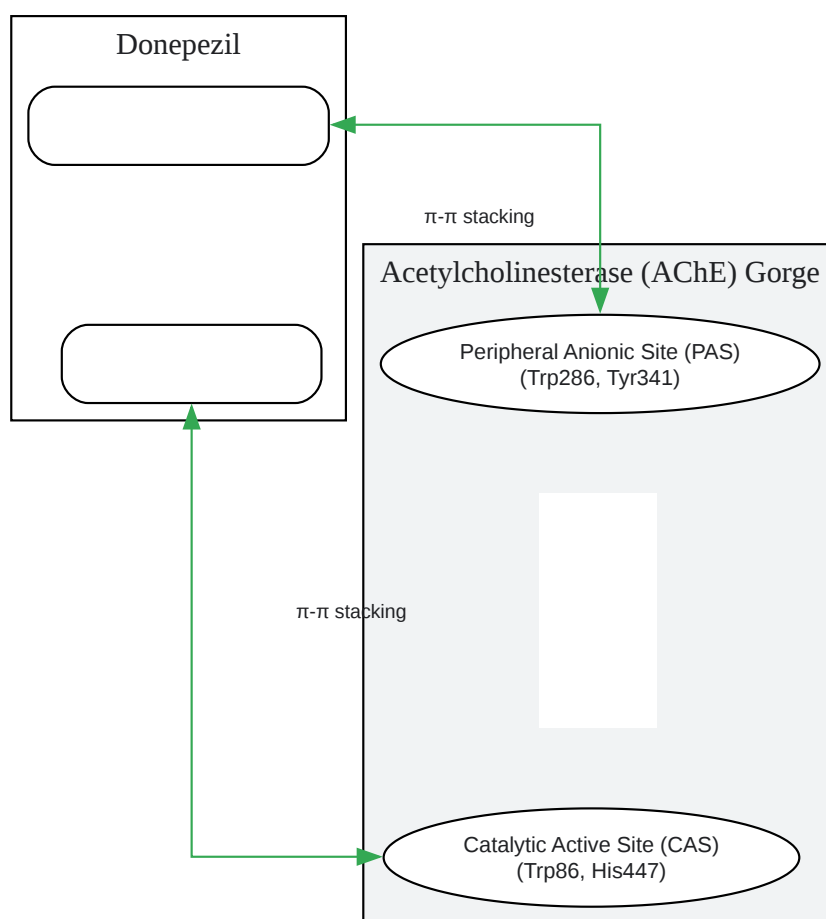 Donepezil
π-π stacking
Acetylcholinesterase (AChE) Gorge
Peripheral Anionic Site (PAS)
(Trp286, Tyr341)
π-π stacking
Catalytic Active Site (CAS)
(Trp86, His447)